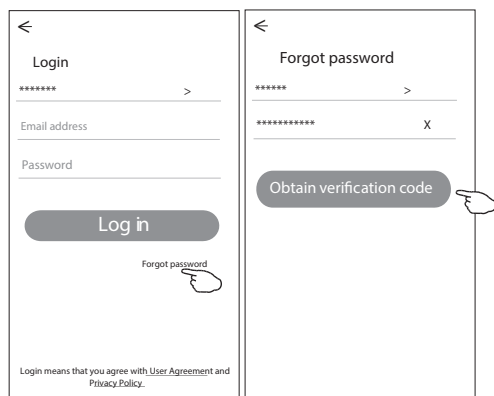 Login
*******
>
Email address
Password
Log in
Forgot password
Login means that you agree with User Agreement and
Privacy Policy
Forgot password
******
>
***********
X
Obtain verification code